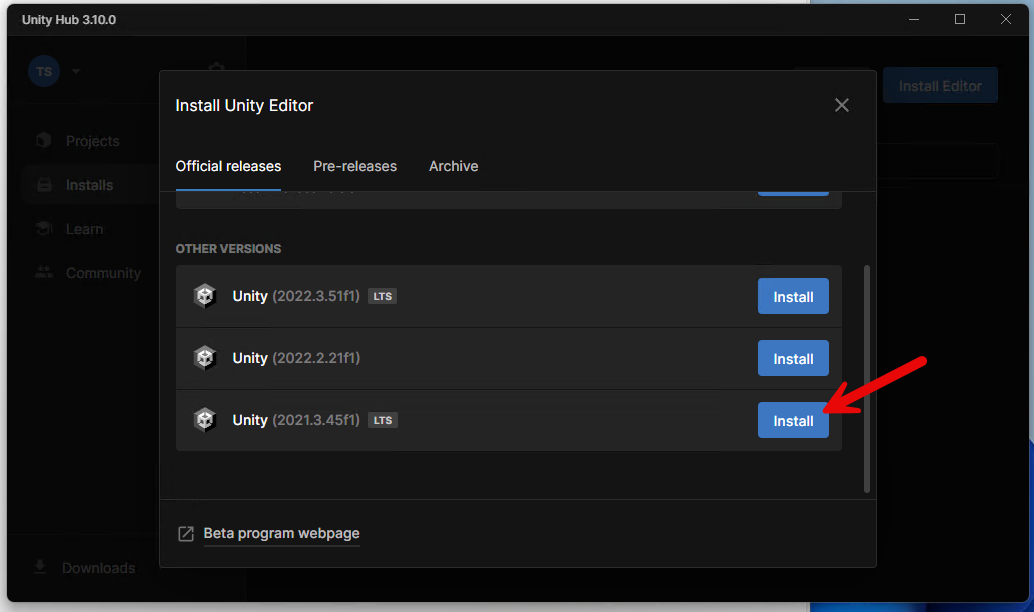 Unity Hub 3.10.0
TS
Install Editor
Install Unity Editor
Projects
Official releases
Pre-releases
Archive
Installs
Learn
OTHER VERSIONS
Community
Unity (2022.3.51f1) LTS
Install
Unity (2022.2.21f1)
Install
Unity (2021.3.45f1) LTS
Install
Beta program webpage
Downloads